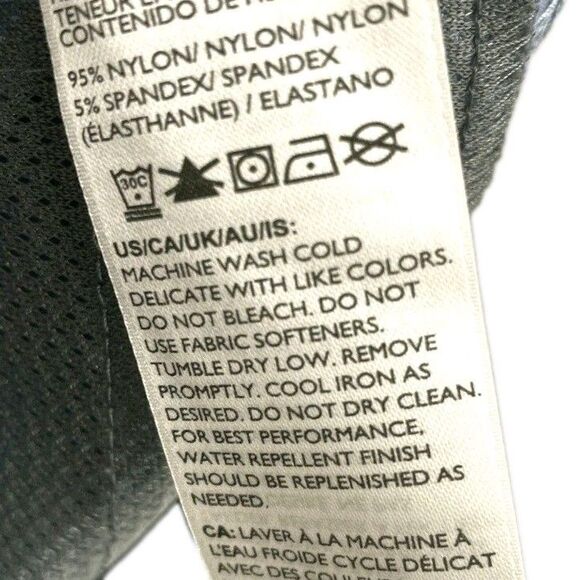 TENEUR
CONTENIDO DE
95% NYLON/ NYLON/ NYLON
5% SPANDEX/ SPANDEX
(ÉLASTHANNE) / ELASTANO
30C
US/CA/UK/AU/IS:
MACHINE WASH COLD
DELICATE WITH LIKE COLORS.
DO NOT BLEACH. DO NOT
USE FABRIC SOFTENERS.
TUMBLE DRY LOW. REMOVE
PROMPTLY. COOL IRON AS
DESIRED. DO NOT DRY CLEAN.
FOR BEST PERFORMANCE,
WATER REPELLENT FINISH
SHOULD BE REPLENISHED AS
NEEDED.
CA: LAVER À LA MACHINE À
L'EAU FROIDE CYCLE DÉLICAT
AVEC DES